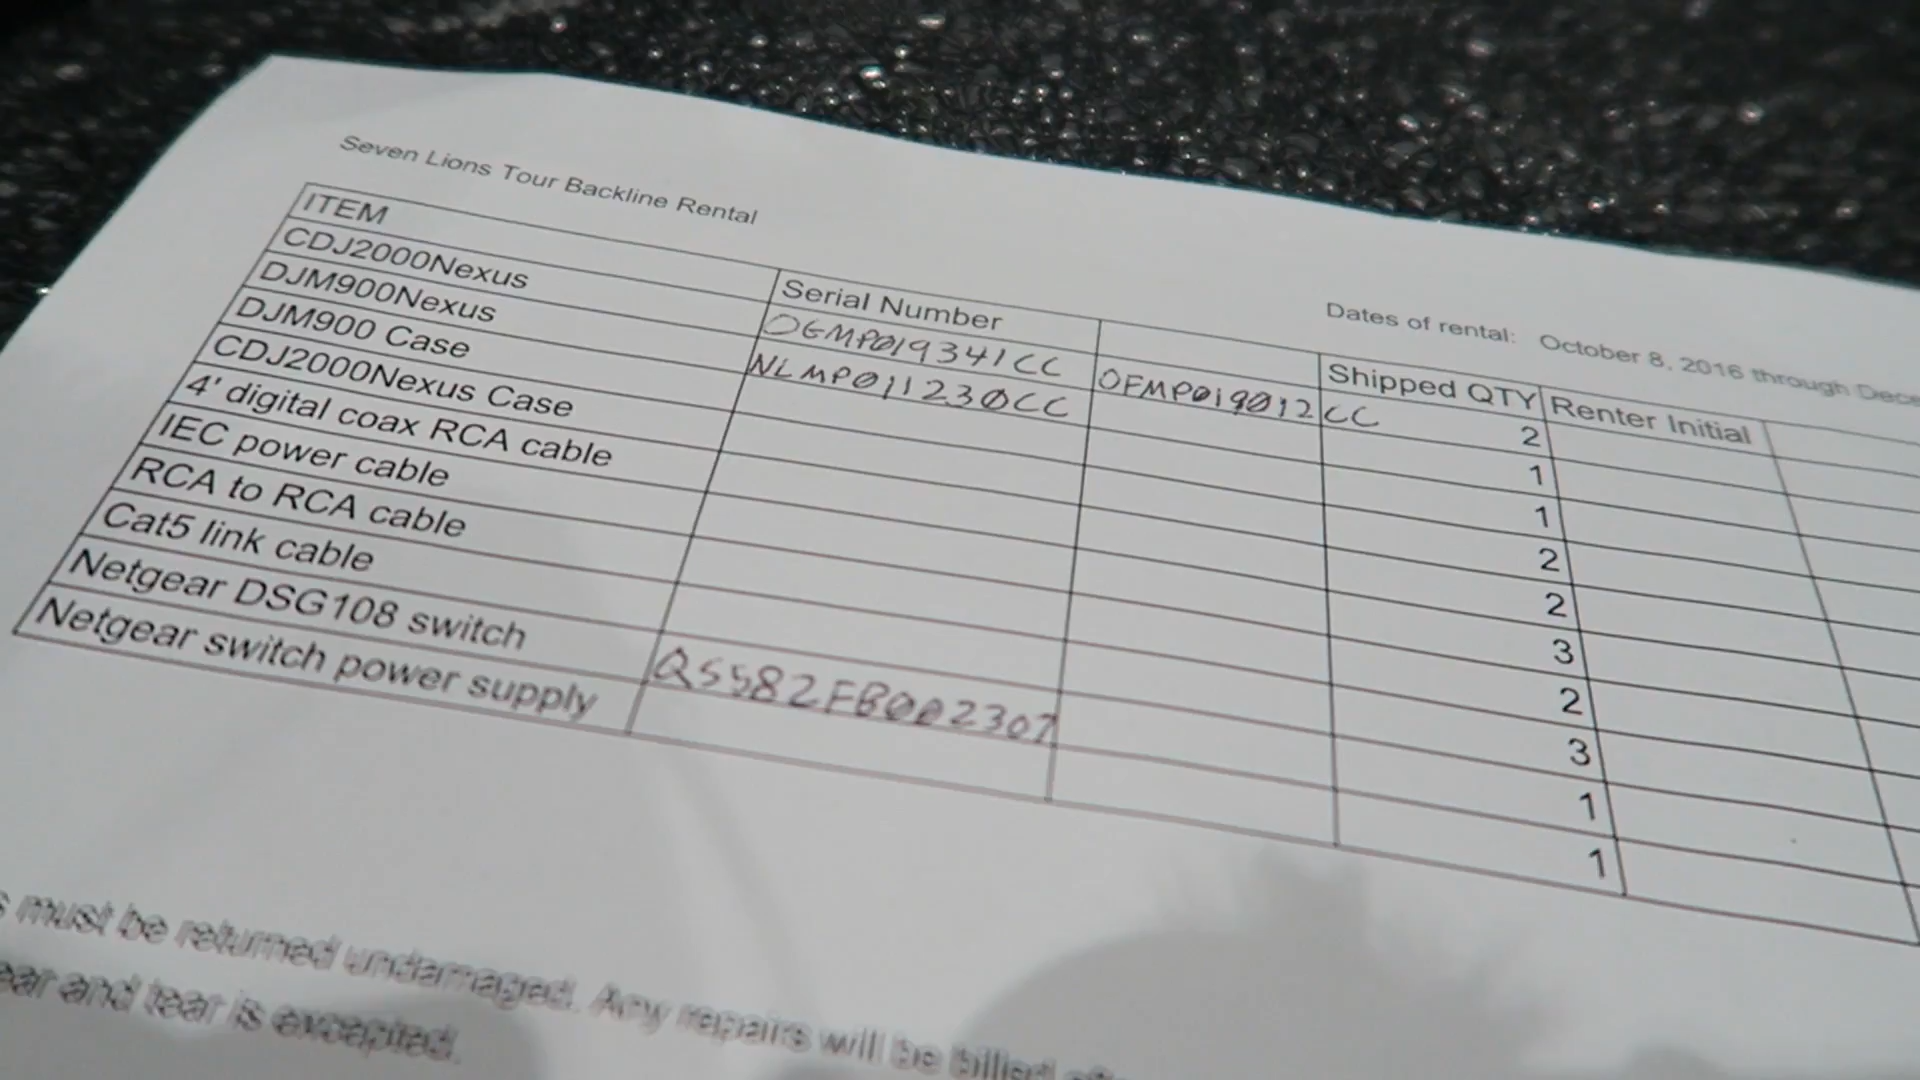 Seven Lions Tour Backline Rental
Dates of rental: October 8, 2016 through Dece
ITEM Serial Number Shipped QTY Renter Initial
CDJ2000Nexus OGMP019341CC OFMP019012CC 2
DJM900Nexus NLMP011230CC 1
DJM900 Case 1
CDJ2000Nexus Case 2
4' digital coax RCA cable 2
IEC power cable 3
RCA to RCA cable 2
Cat5 link cable 3
Netgear DSG108 switch QS582FB002307 1
Netgear switch power supply 1
must be returned undamaged. Any repairs will be billed
ear and tear is excepted.